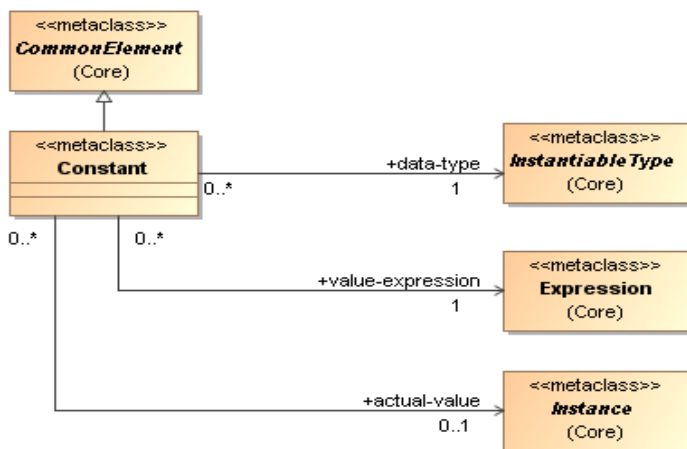 <<metaclass>>
CommonElement
(Core)
<<metaclass>>
Constant
0..*
+data-type
1
<<metaclass>>
InstantiableType
(Core)
0..*
0..*
+value-expression
1
<<metaclass>>
Expression
(Core)
+actual-value
0..1
<<metaclass>>
Instance
(Core)